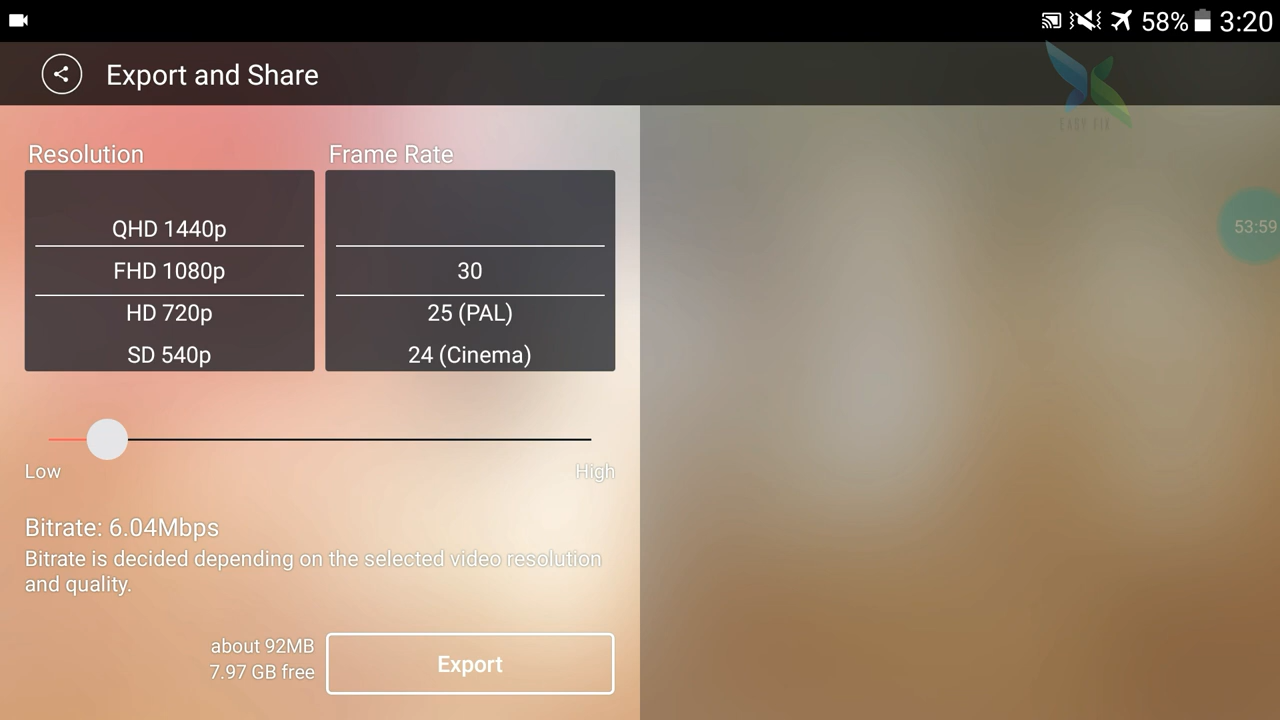 58% 3:20
Export and Share
EASY FIX
Resolution
Frame Rate
QHD 1440p
FHD 1080p
HD 720p
SD 540p
30
25 (PAL)
24 (Cinema)
53:59
Low
High
Bitrate: 6.04Mbps
Bitrate is decided depending on the selected video resolution
and quality.
about 92MB
7.97 GB free
Export